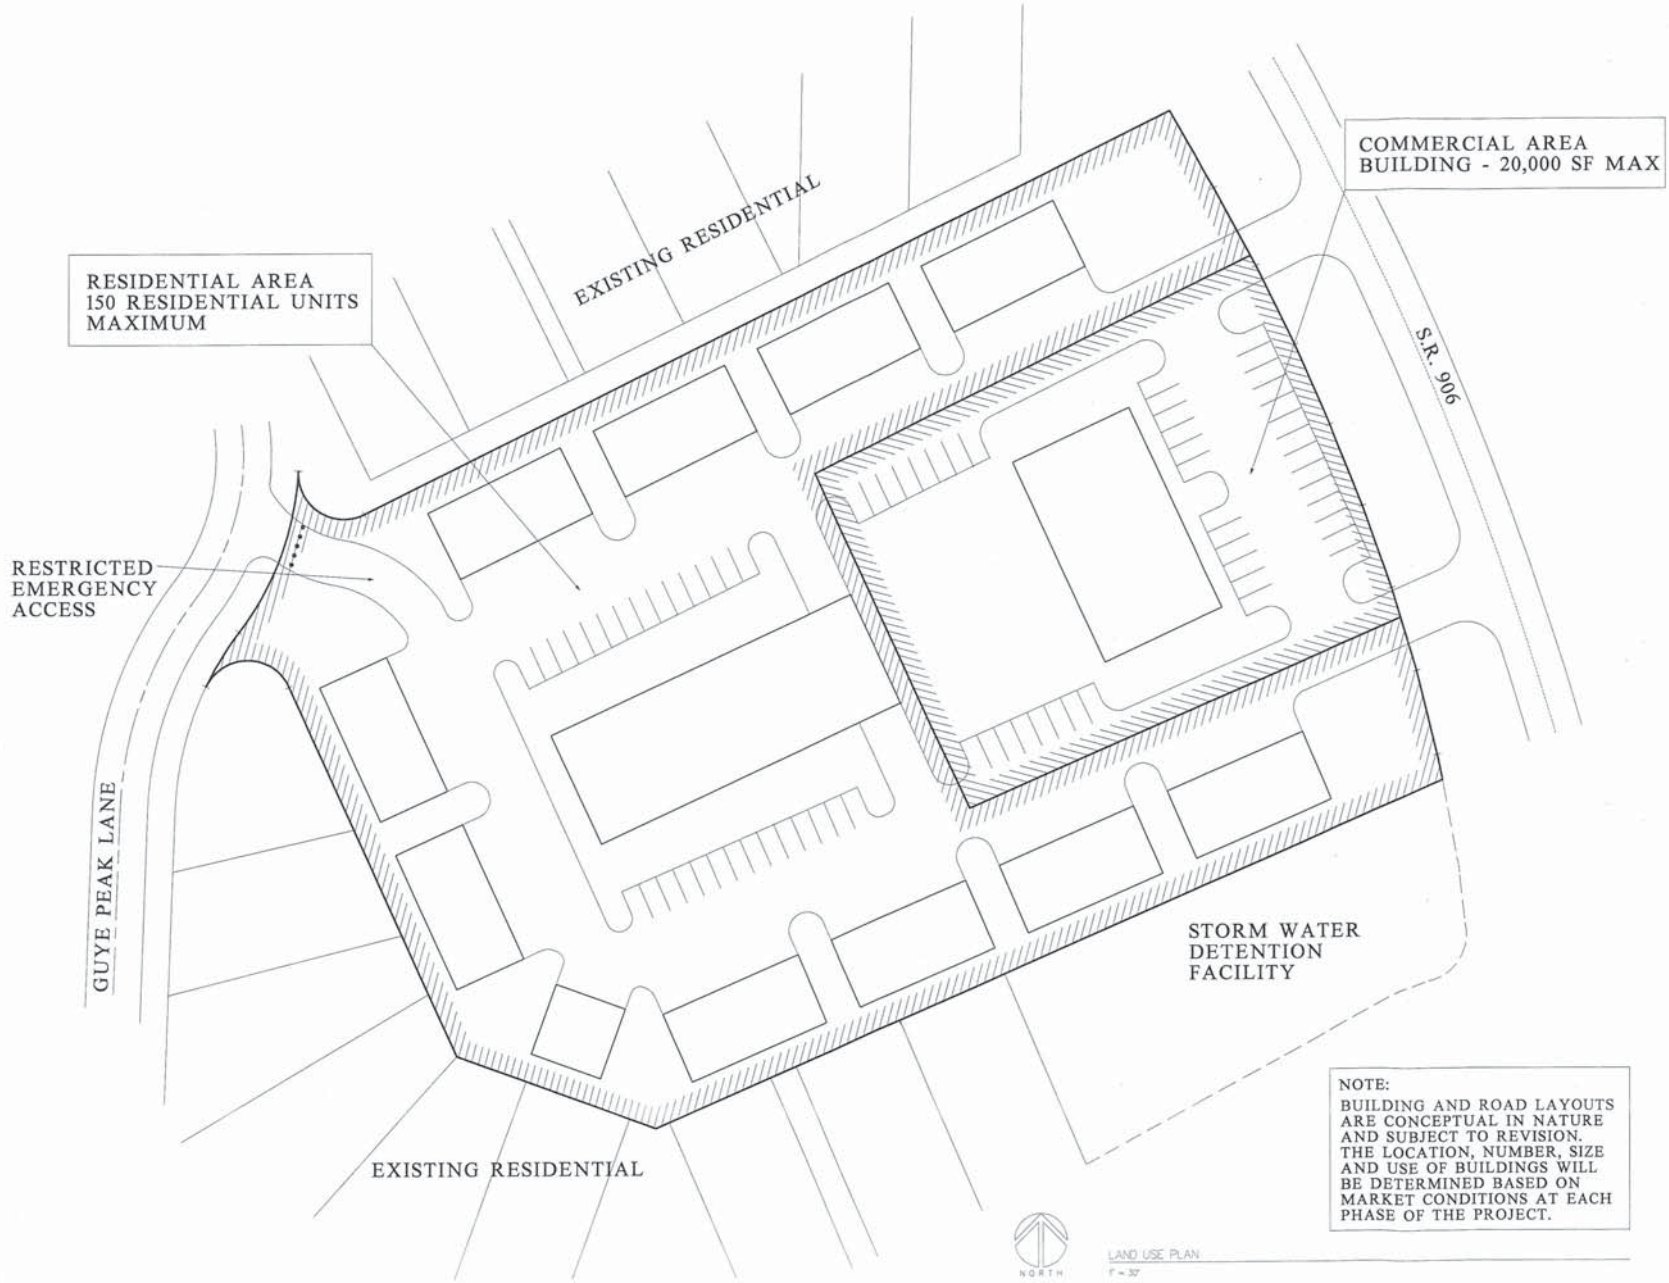 COMMERCIAL AREA
BUILDING - 20,000 SF MAX
EXISTING RESIDENTIAL
RESIDENTIAL AREA
150 RESIDENTIAL UNITS
MAXIMUM
S.R. 906
RESTRICTED
EMERGENCY
ACCESS
GUYE PEAK LANE
STORM WATER
DETENTION
FACILITY
EXISTING RESIDENTIAL
NOTE:
BUILDING AND ROAD LAYOUTS
ARE CONCEPTUAL IN NATURE
AND SUBJECT TO REVISION.
THE LOCATION, NUMBER, SIZE
AND USE OF BUILDINGS WILL
BE DETERMINED BASED ON
MARKET CONDITIONS AT EACH
PHASE OF THE PROJECT.
NORTH
LAND USE PLAN
1" = 30'